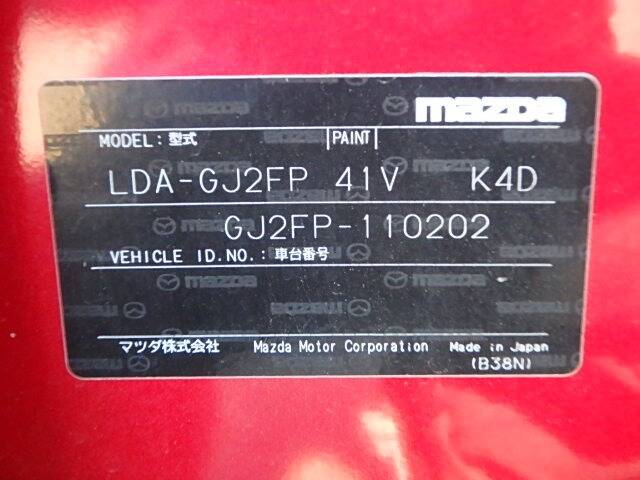 mazda
MODEL: 型式 PAINT
LDA-GJ2FP 41V K4D
GJ2FP-110202
VEHICLE ID.NO.: 車台番号
マツダ株式会社 Mazda Motor Corporation Made in Japan
(B38N)